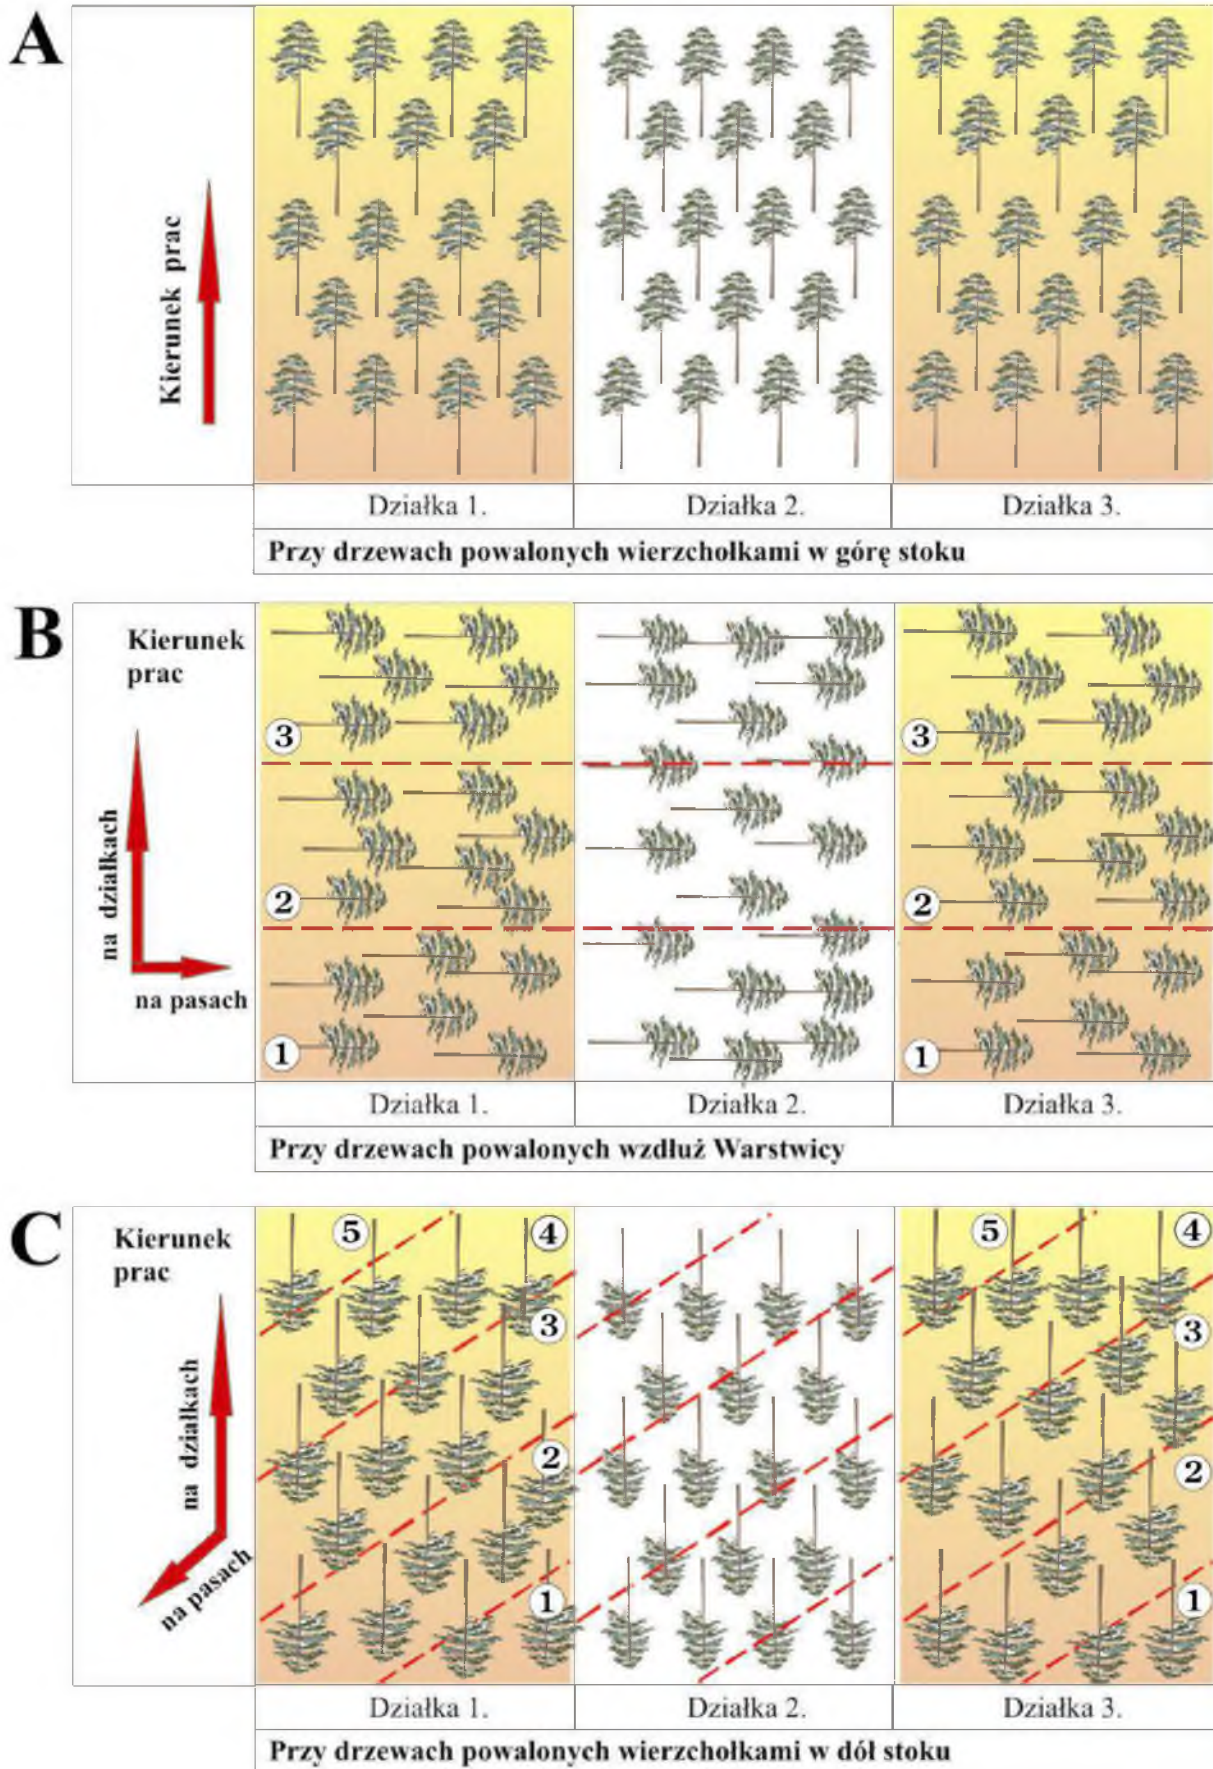 A
Kierunek prac
Działka 1.
Działka 2.
Działka 3.
Przy drzewach powalonych wierzchołkami w górę stoku
B
Kierunek
prac
na działkach
na pasach
3
2
1
3
2
1
Działka 1.
Działka 2.
Działka 3.
Przy drzewach powalonych wzdłuż Warstwicy
C
Kierunek
prac
na działkach
na pasach
5
4
3
2
1
5
4
3
2
1
Działka 1.
Działka 2.
Działka 3.
Przy drzewach powalonych wierzchołkami w dół stoku